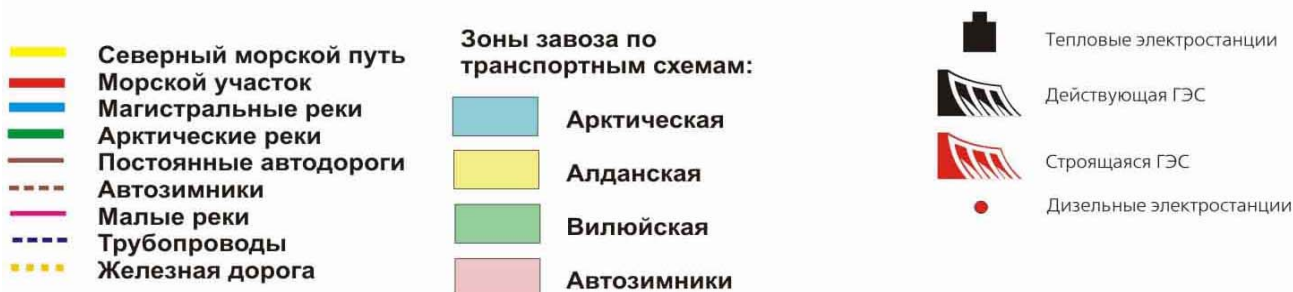 Северный морской путь
Морской участок
Магистральные реки
Арктические реки
Постоянные автодороги
Автозимники
Малые реки
Трубопроводы
Железная дорога
Зоны завоза по
транспортным схемам:
Арктическая
Алданская
Вилюйская
Автозимники
Тепловые электростанции
Действующая ГЭС
Строящаяся ГЭС
Дизельные электростанции